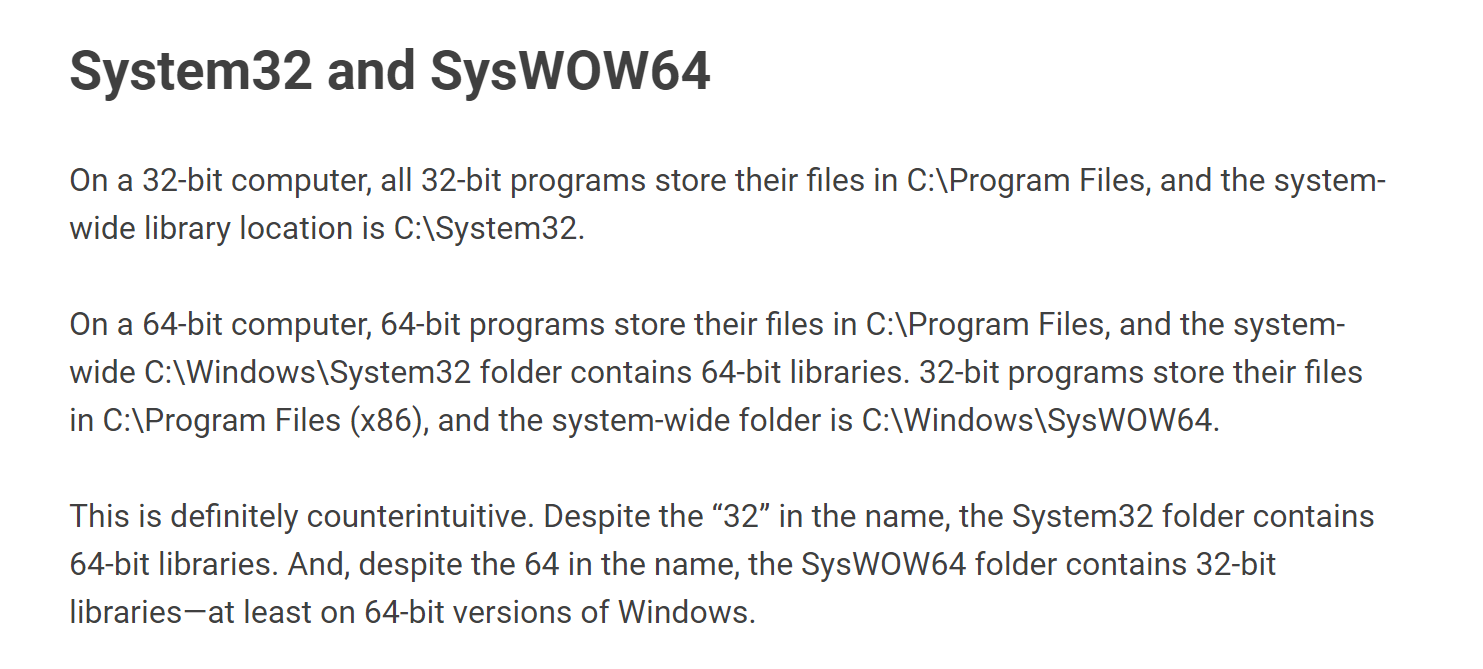 System32 and SysWOW64
On a 32-bit computer, all 32-bit programs store their files in C:\Program Files, and the system-
wide library location is C:\System32.
On a 64-bit computer, 64-bit programs store their files in C:\Program Files, and the system-
wide C:\Windows\System32 folder contains 64-bit libraries. 32-bit programs store their files
in C:\Program Files (x86), and the system-wide folder is C:\Windows\SysWOW64.
This is definitely counterintuitive. Despite the “32” in the name, the System32 folder contains
64-bit libraries. And, despite the 64 in the name, the SysWOW64 folder contains 32-bit
libraries—at least on 64-bit versions of Windows.